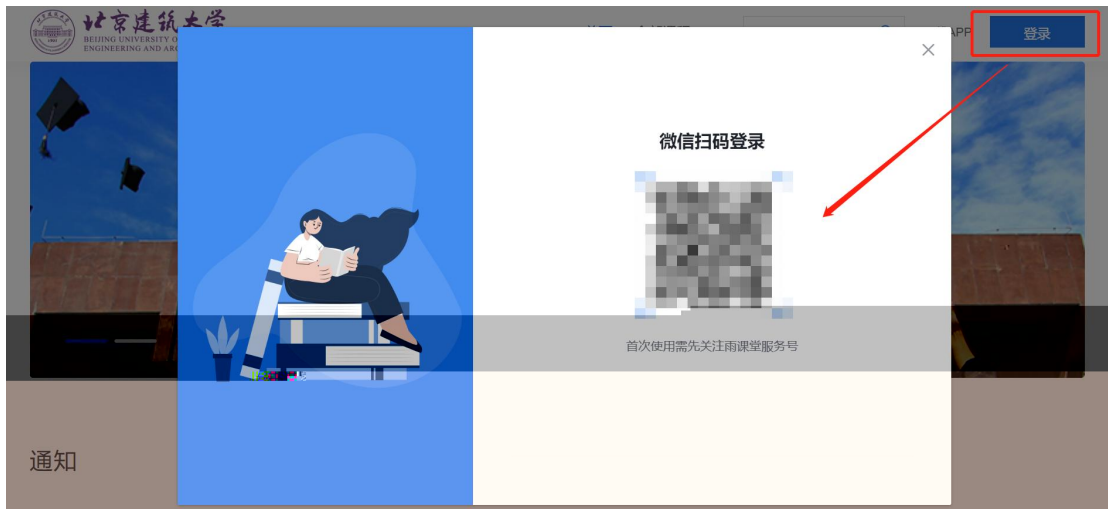 北京建筑大学
BEIJING UNIVERSITY O
ENGINEERING AND ARC
APP
登录
微信扫码登录
首次使用需先关注雨课堂服务号
通知